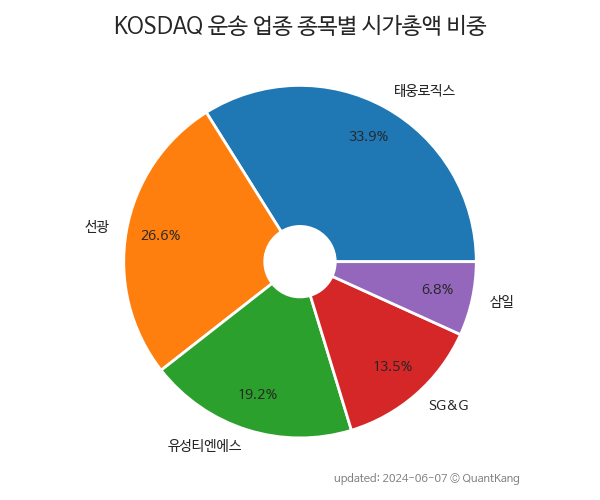 KOSDAQ 운송 업종 종목별 시가총액 비중
태웅로직스
33.9%
선광
26.6%
6.8%
삼일
13.5%
19.2%
SG&G
유성티엔에스
updated: 2024-06-07 © QuantKang